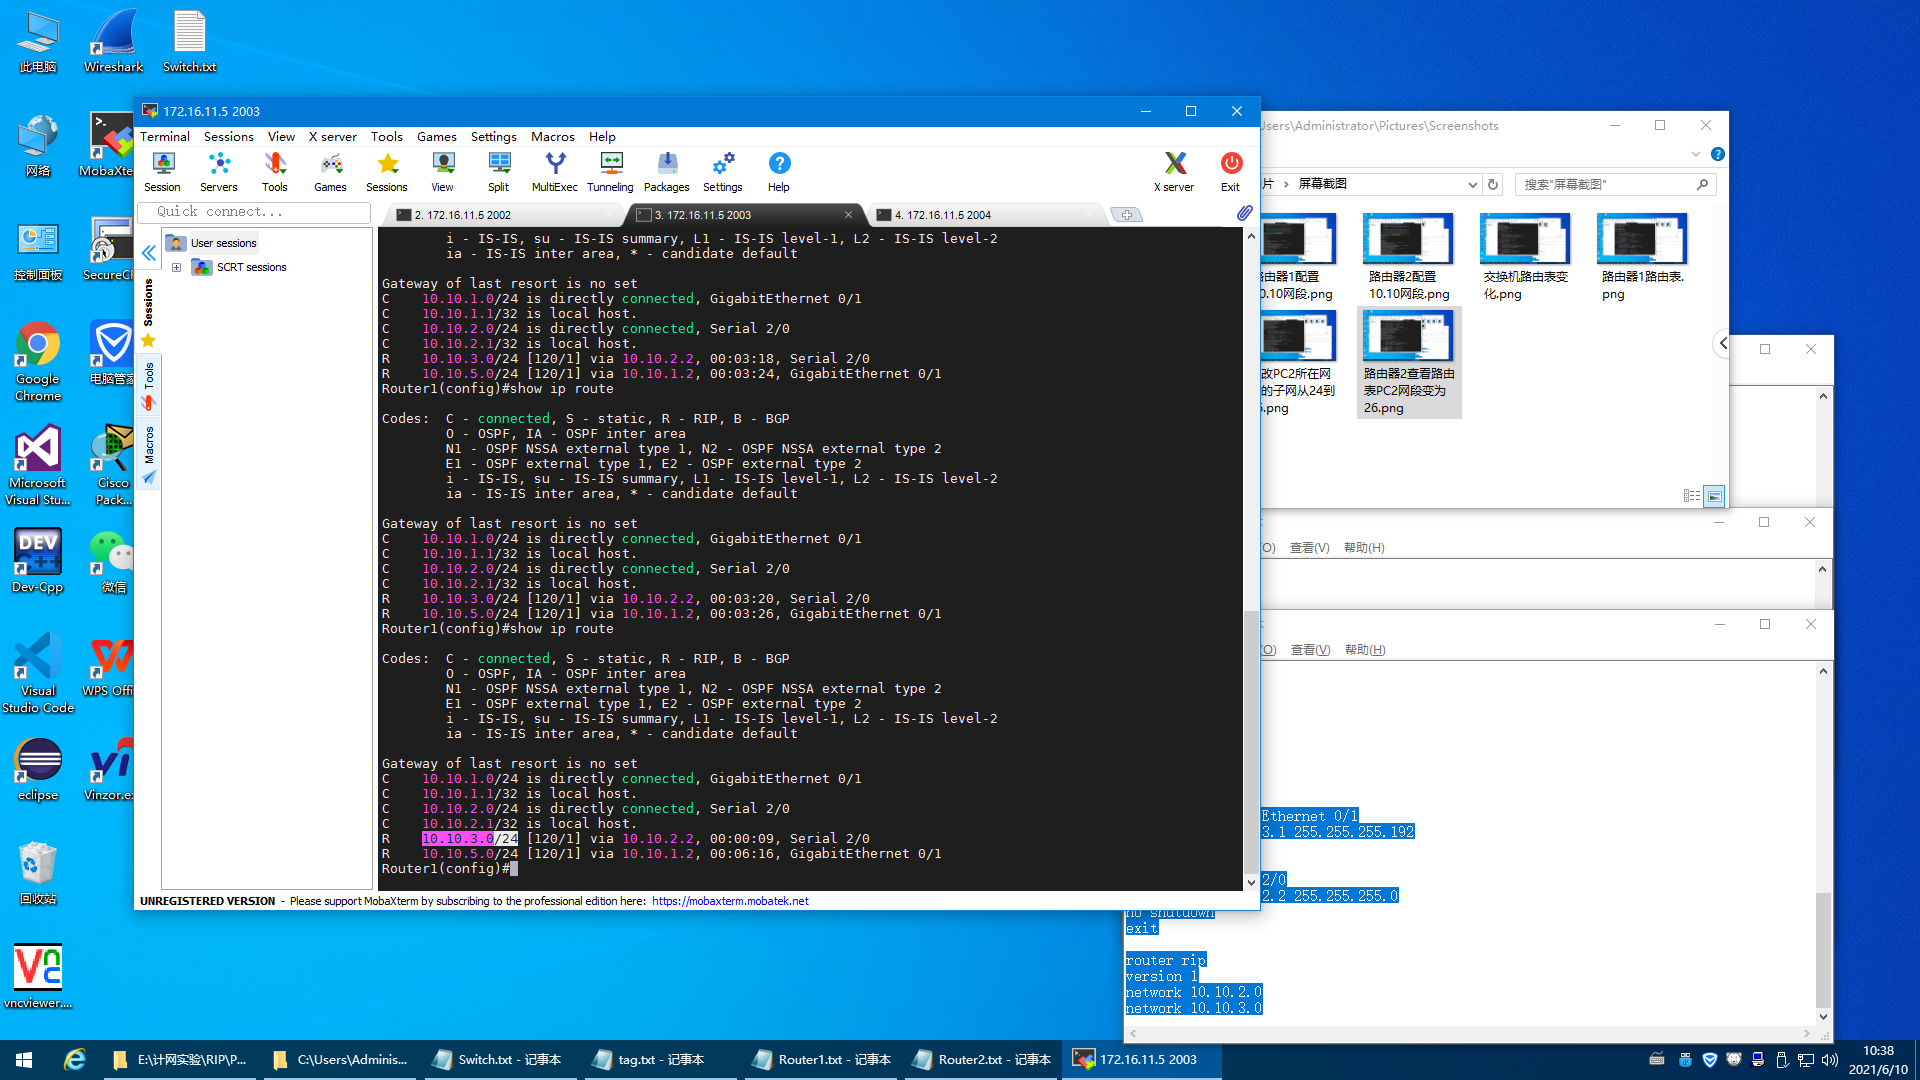 此电脑
Wireshark
Switch.txt
网络
MobaXte
控制面板
SecureC
Google
Chrome
电脑管家
Microsoft
Visual Stu...
Cisco
Pack...
DEV
C++
Dev-Cpp
微信
Visual
Studio Code
WPS Offi
eclipse
Vinzor.ex
回收站
vncviewer....
172.16.11.5 2003
Terminal Sessions View X server Tools Games Settings Macros Help
Session Servers Tools Games Sessions View Split MultiExec Tunneling Packages Settings Help X server Exit
Quick connect...
2. 172.16.11.5 2002
3. 172.16.11.5 2003
4. 172.16.11.5 2004
User sessions
SCRT sessions
Sessions
Tools
Macros
i - IS-IS, su - IS-IS summary, L1 - IS-IS level-1, L2 - IS-IS level-2
ia - IS-IS inter area, * - candidate default
Gateway of last resort is no set
C 10.10.1.0/24 is directly connected, GigabitEthernet 0/1
C 10.10.1.1/32 is local host.
C 10.10.2.0/24 is directly connected, Serial 2/0
C 10.10.2.1/32 is local host.
R 10.10.3.0/24 [120/1] via 10.10.2.2, 00:03:18, Serial 2/0
R 10.10.5.0/24 [120/1] via 10.10.1.2, 00:03:24, GigabitEthernet 0/1
Router1(config)#show ip route
Codes: C - connected, S - static, R - RIP, B - BGP
O - OSPF, IA - OSPF inter area
N1 - OSPF NSSA external type 1, N2 - OSPF NSSA external type 2
E1 - OSPF external type 1, E2 - OSPF external type 2
i - IS-IS, su - IS-IS summary, L1 - IS-IS level-1, L2 - IS-IS level-2
ia - IS-IS inter area, * - candidate default
Gateway of last resort is no set
C 10.10.1.0/24 is directly connected, GigabitEthernet 0/1
C 10.10.1.1/32 is local host.
C 10.10.2.0/24 is directly connected, Serial 2/0
C 10.10.2.1/32 is local host.
R 10.10.3.0/24 [120/1] via 10.10.2.2, 00:03:20, Serial 2/0
R 10.10.5.0/24 [120/1] via 10.10.1.2, 00:03:26, GigabitEthernet 0/1
Router1(config)#show ip route
Codes: C - connected, S - static, R - RIP, B - BGP
O - OSPF, IA - OSPF inter area
N1 - OSPF NSSA external type 1, N2 - OSPF NSSA external type 2
E1 - OSPF external type 1, E2 - OSPF external type 2
i - IS-IS, su - IS-IS summary, L1 - IS-IS level-1, L2 - IS-IS level-2
ia - IS-IS inter area, * - candidate default
Gateway of last resort is no set
C 10.10.1.0/24 is directly connected, GigabitEthernet 0/1
C 10.10.1.1/32 is local host.
C 10.10.2.0/24 is directly connected, Serial 2/0
C 10.10.2.1/32 is local host.
R 10.10.3.0/24 [120/1] via 10.10.2.2, 00:00:09, Serial 2/0
R 10.10.5.0/24 [120/1] via 10.10.1.2, 00:06:16, GigabitEthernet 0/1
Router1(config)#
UNREGISTERED VERSION - Please support MobaXterm by subscribing to the professional edition here: https://mobaxterm.mobatek.net
Users\Administrator\Pictures\Screenshots
片 › 屏幕截图
搜索"屏幕截图"
由器1配置
0.10网段.png
路由器2配置
10.10网段.png
交换机路由表变
化.png
路由器1路由表.
png
改PC2所在网
的子网从24到
.png
路由器2查看路由
表PC2网段变为
26.png
(O) 查看(V) 帮助(H)
(O) 查看(V) 帮助(H)
Ethernet 0/1
3.1 255.255.255.192
2/0
2.2 255.255.255.0
no shutdown
exit
router rip
version 1
network 10.10.2.0
network 10.10.3.0
E:\计网实验\RIP\P...
C:\Users\Adminis...
Switch.txt - 记事本
tag.txt - 记事本
Router1.txt - 记事本
Router2.txt - 记事本
172.16.11.5 2003
10:38
2021/6/10